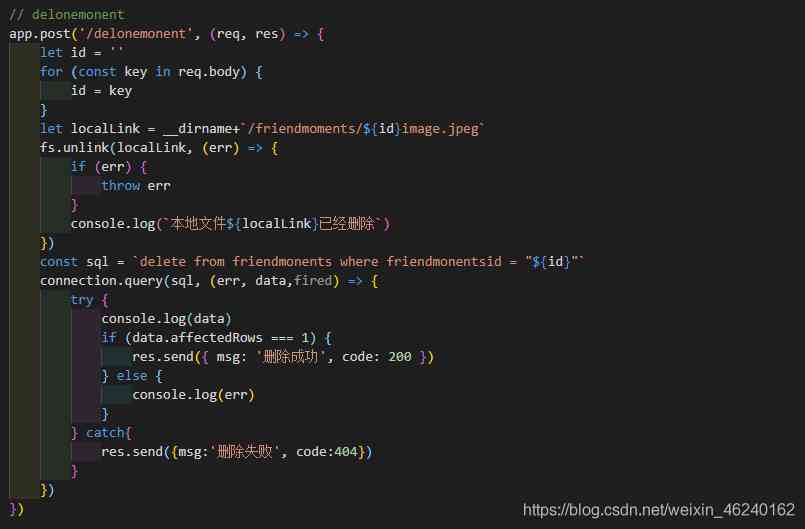 // delonemonent
app.post('/delonemonent', (req, res) => {
    let id = ''
    for (const key in req.body) {
        id = key
    }
    let localLink = __dirname+`/friendmoments/${id}image.jpeg`
    fs.unlink(localLink, (err) => {
        if (err) {
            throw err
        }
        console.log(`本地文件${localLink}已经删除`)
    })
    const sql = `delete from friendmonents where friendmonentsid = "${id}"`
    connection.query(sql, (err, data,fired) => {
        try {
            console.log(data)
            if (data.affectedRows === 1) {
                res.send({ msg: '删除成功', code: 200 })
            } else {
                console.log(err)
            }
        } catch{
            res.send({msg:'删除失败', code:404})
        }
    })
})
https://blog.csdn.net/weixin_46240162